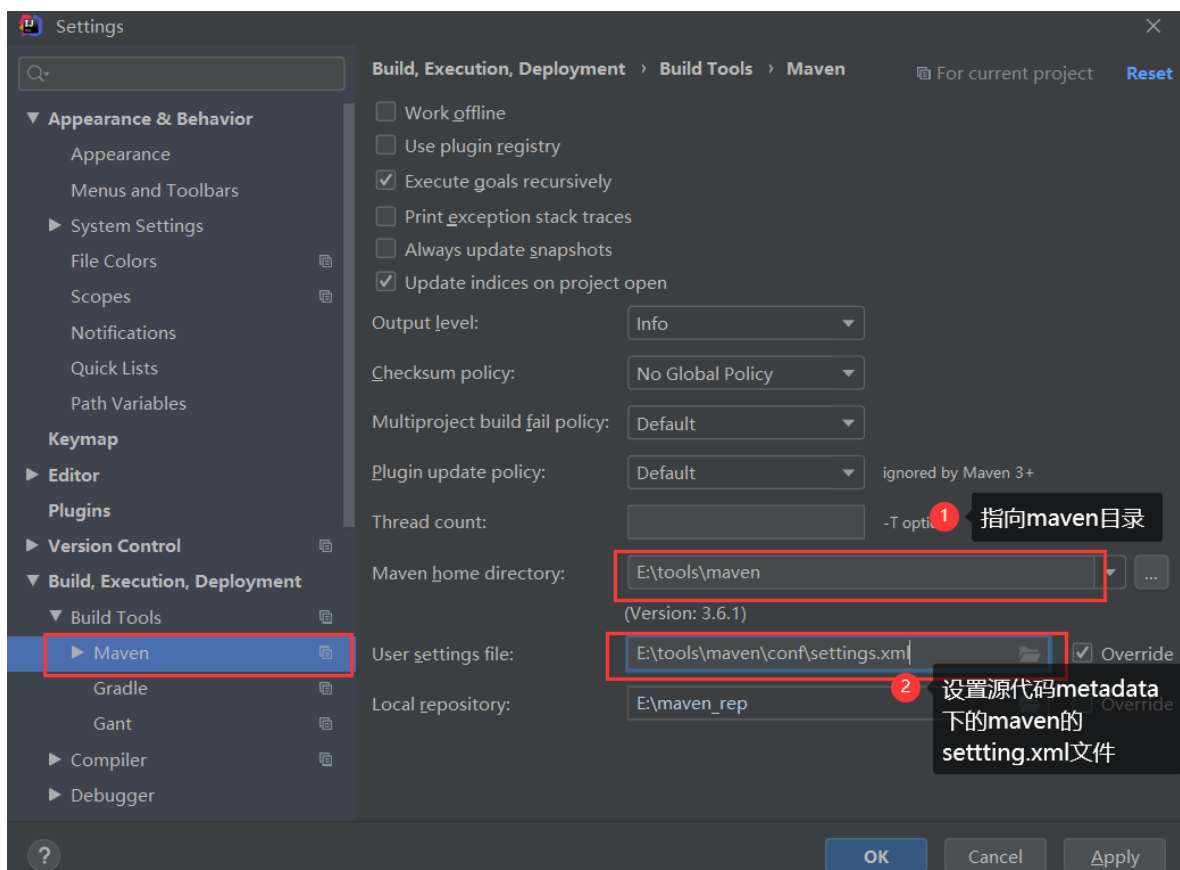 Settings
Build, Execution, Deployment › Build Tools › Maven
For current project
Reset
Appearance & Behavior
Appearance
Menus and Toolbars
System Settings
File Colors
Scopes
Notifications
Quick Lists
Path Variables
Keymap
Editor
Plugins
Version Control
Build, Execution, Deployment
Build Tools
Maven
Gradle
Gant
Compiler
Debugger
Work offline
Use plugin registry
Execute goals recursively
Print exception stack traces
Always update snapshots
Update indices on project open
Output level: Info
Checksum policy: No Global Policy
Multiproject build fail policy: Default
Plugin update policy: Default ignored by Maven 3+
Thread count: -T
1 指向maven目录
Maven home directory: E:\tools\maven ...
(Version: 3.6.1)
User settings file: E:\tools\maven\conf\settings.xml Override
Local repository: E:\maven_rep Override
2 设置源代码metadata
下的maven的
settting.xml文件
?
OK Cancel Apply